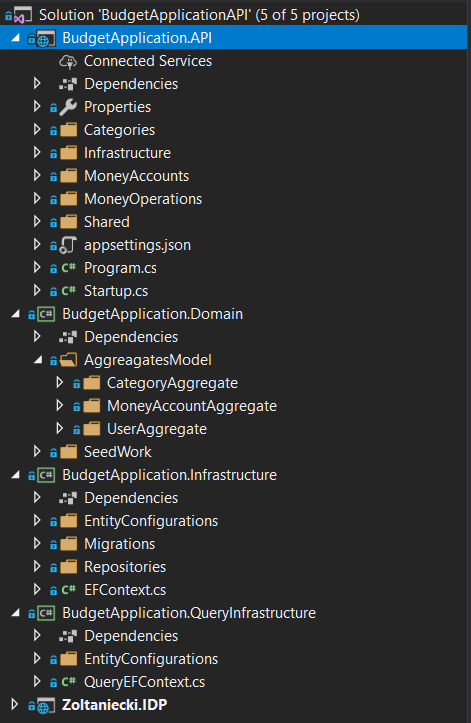 Solution 'BudgetApplicationAPI' (5 of 5 projects)
BudgetApplication.API
Connected Services
Dependencies
Properties
Categories
Infrastructure
MoneyAccounts
MoneyOperations
Shared
appsettings.json
C# Program.cs
C# Startup.cs
C# BudgetApplication.Domain
Dependencies
AggreagatesModel
CategoryAggregate
MoneyAccountAggregate
UserAggregate
SeedWork
C# BudgetApplication.Infrastructure
Dependencies
EntityConfigurations
Migrations
Repositories
C# EFContext.cs
C# BudgetApplication.QueryInfrastructure
Dependencies
EntityConfigurations
C# QueryEFContext.cs
Zoltaniecki.IDP